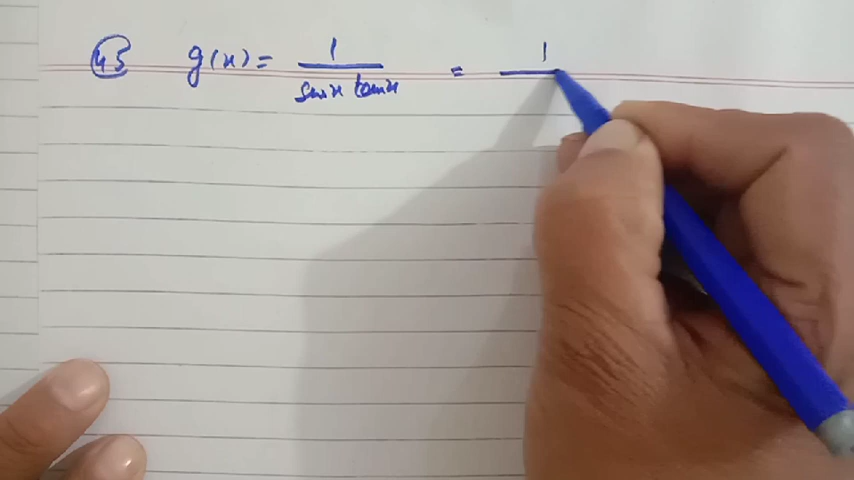 45 g(x) = 1/(sin x tan x) = 1/